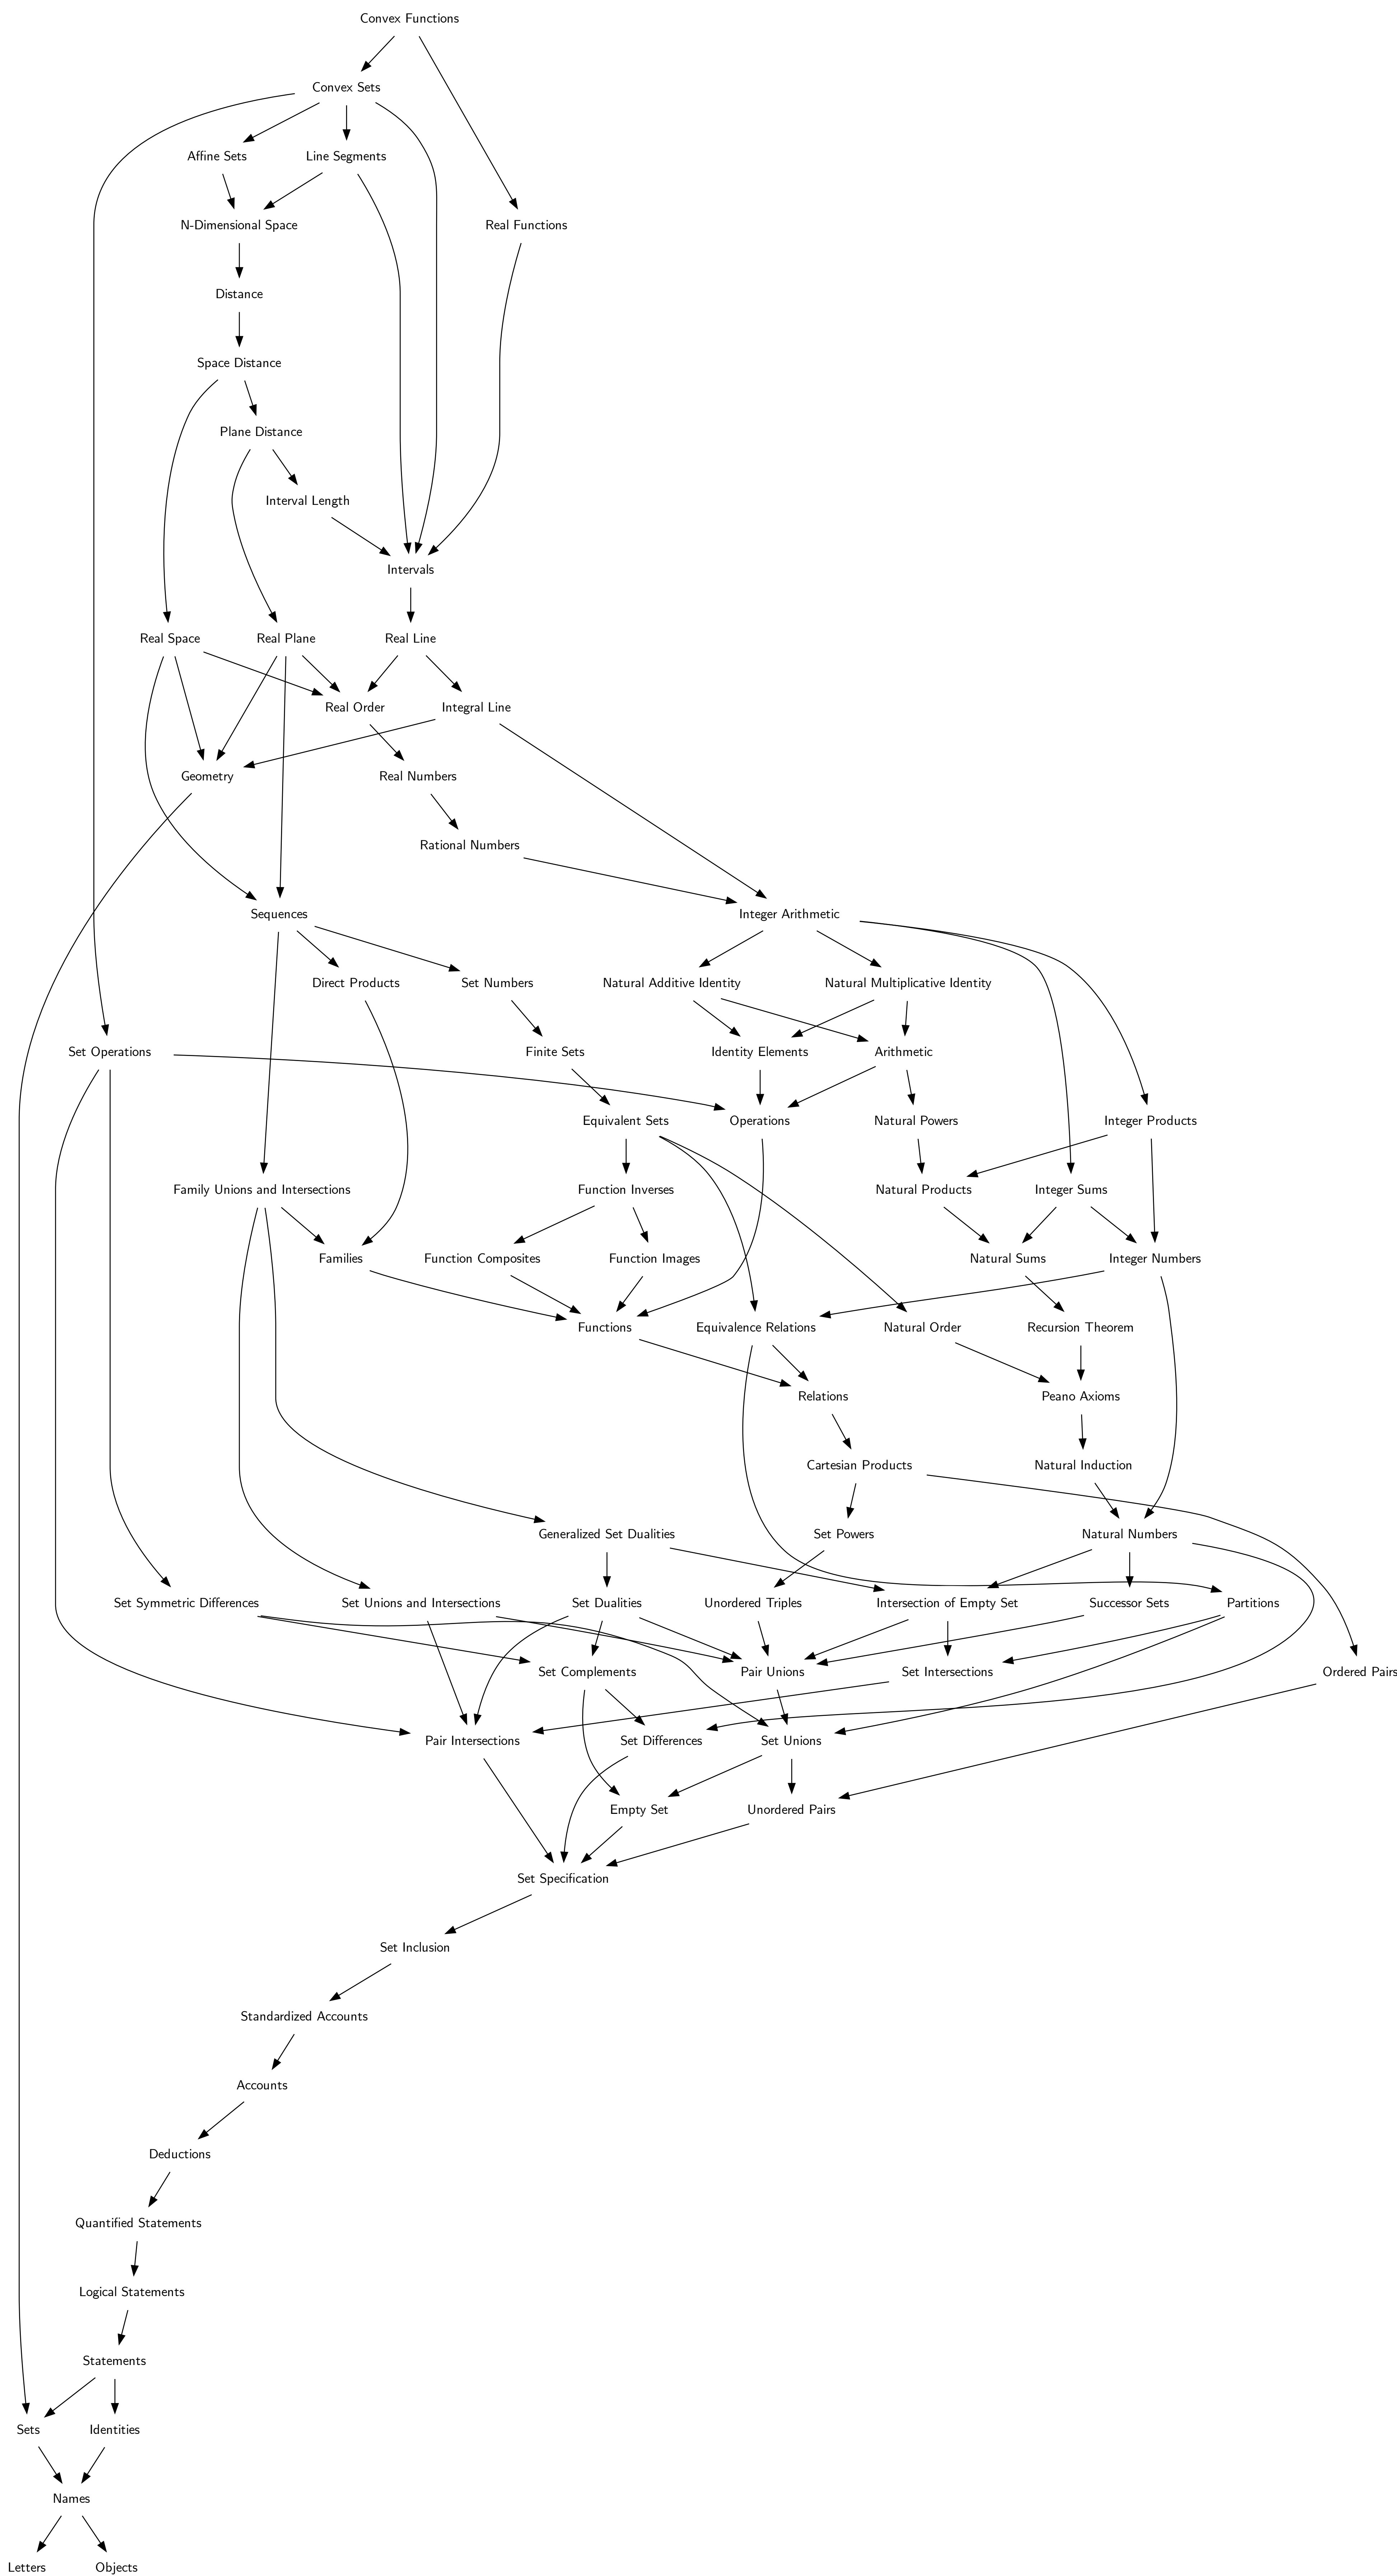 Convex Functions
Convex Sets
Affine Sets
Line Segments
N-Dimensional Space
Real Functions
Distance
Space Distance
Plane Distance
Interval Length
Intervals
Real Space
Real Plane
Real Line
Real Order
Integral Line
Geometry
Real Numbers
Rational Numbers
Sequences
Integer Arithmetic
Direct Products
Set Numbers
Natural Additive Identity
Natural Multiplicative Identity
Set Operations
Finite Sets
Identity Elements
Arithmetic
Equivalent Sets
Operations
Natural Powers
Integer Products
Family Unions and Intersections
Function Inverses
Natural Products
Integer Sums
Families
Function Composites
Function Images
Natural Sums
Integer Numbers
Functions
Equivalence Relations
Natural Order
Recursion Theorem
Relations
Peano Axioms
Cartesian Products
Natural Induction
Generalized Set Dualities
Set Powers
Natural Numbers
Set Symmetric Differences
Set Unions and Intersections
Set Dualities
Unordered Triples
Intersection of Empty Set
Successor Sets
Partitions
Set Complements
Pair Unions
Set Intersections
Ordered Pairs
Pair Intersections
Set Differences
Set Unions
Empty Set
Unordered Pairs
Set Specification
Set Inclusion
Standardized Accounts
Accounts
Deductions
Quantified Statements
Logical Statements
Statements
Sets
Identities
Names
Letters
Objects